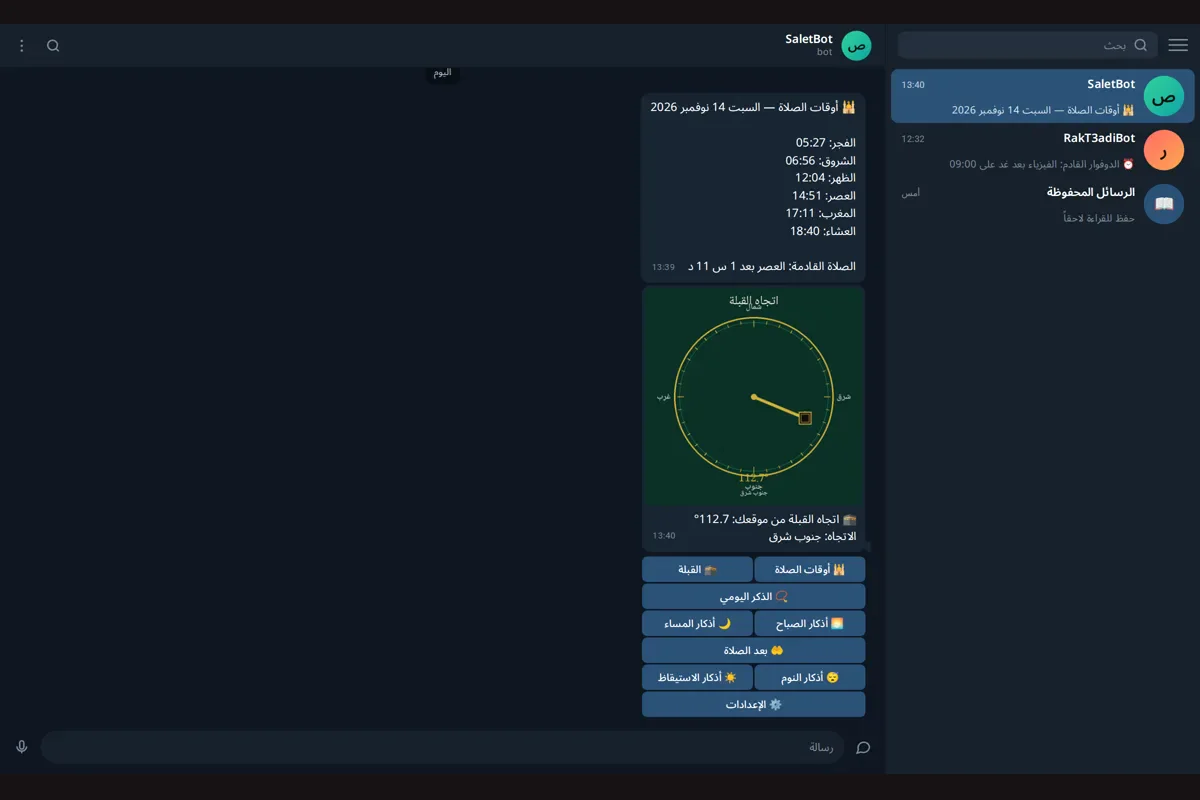 بحث
SaletBot
13:40
🕌 أوقات الصلاة — السبت 14 نوفمبر 2026
RakT3adiBot
12:32
⏰ الدوفوار القادم: الفيزياء بعد غد على 09:00
الرسائل المحفوظة
أمس
حفظ للقراءة لاحقاً
ص
ر
SaletBot
bot
ص
اليوم
🕌 أوقات الصلاة — السبت 14 نوفمبر 2026
الفجر: 05:27
الشروق: 06:56
الظهر: 12:04
العصر: 14:51
المغرب: 17:11
العشاء: 18:40
الصلاة القادمة: العصر بعد 1 س 11 د
13:39
اتجاه القبلة
شمال
شرق
غرب
112.7°
جنوب
جنوب شرق
🕋 اتجاه القبلة من موقعك: 112.7°
الاتجاه: جنوب شرق
13:40
🕌 أوقات الصلاة
🕋 القبلة
📿 الذكر اليومي
🌅 أذكار الصباح
🌙 أذكار المساء
🤲 بعد الصلاة
😴 أذكار النوم
☀️ أذكار الاستيقاظ
⚙️ الإعدادات
رسالة